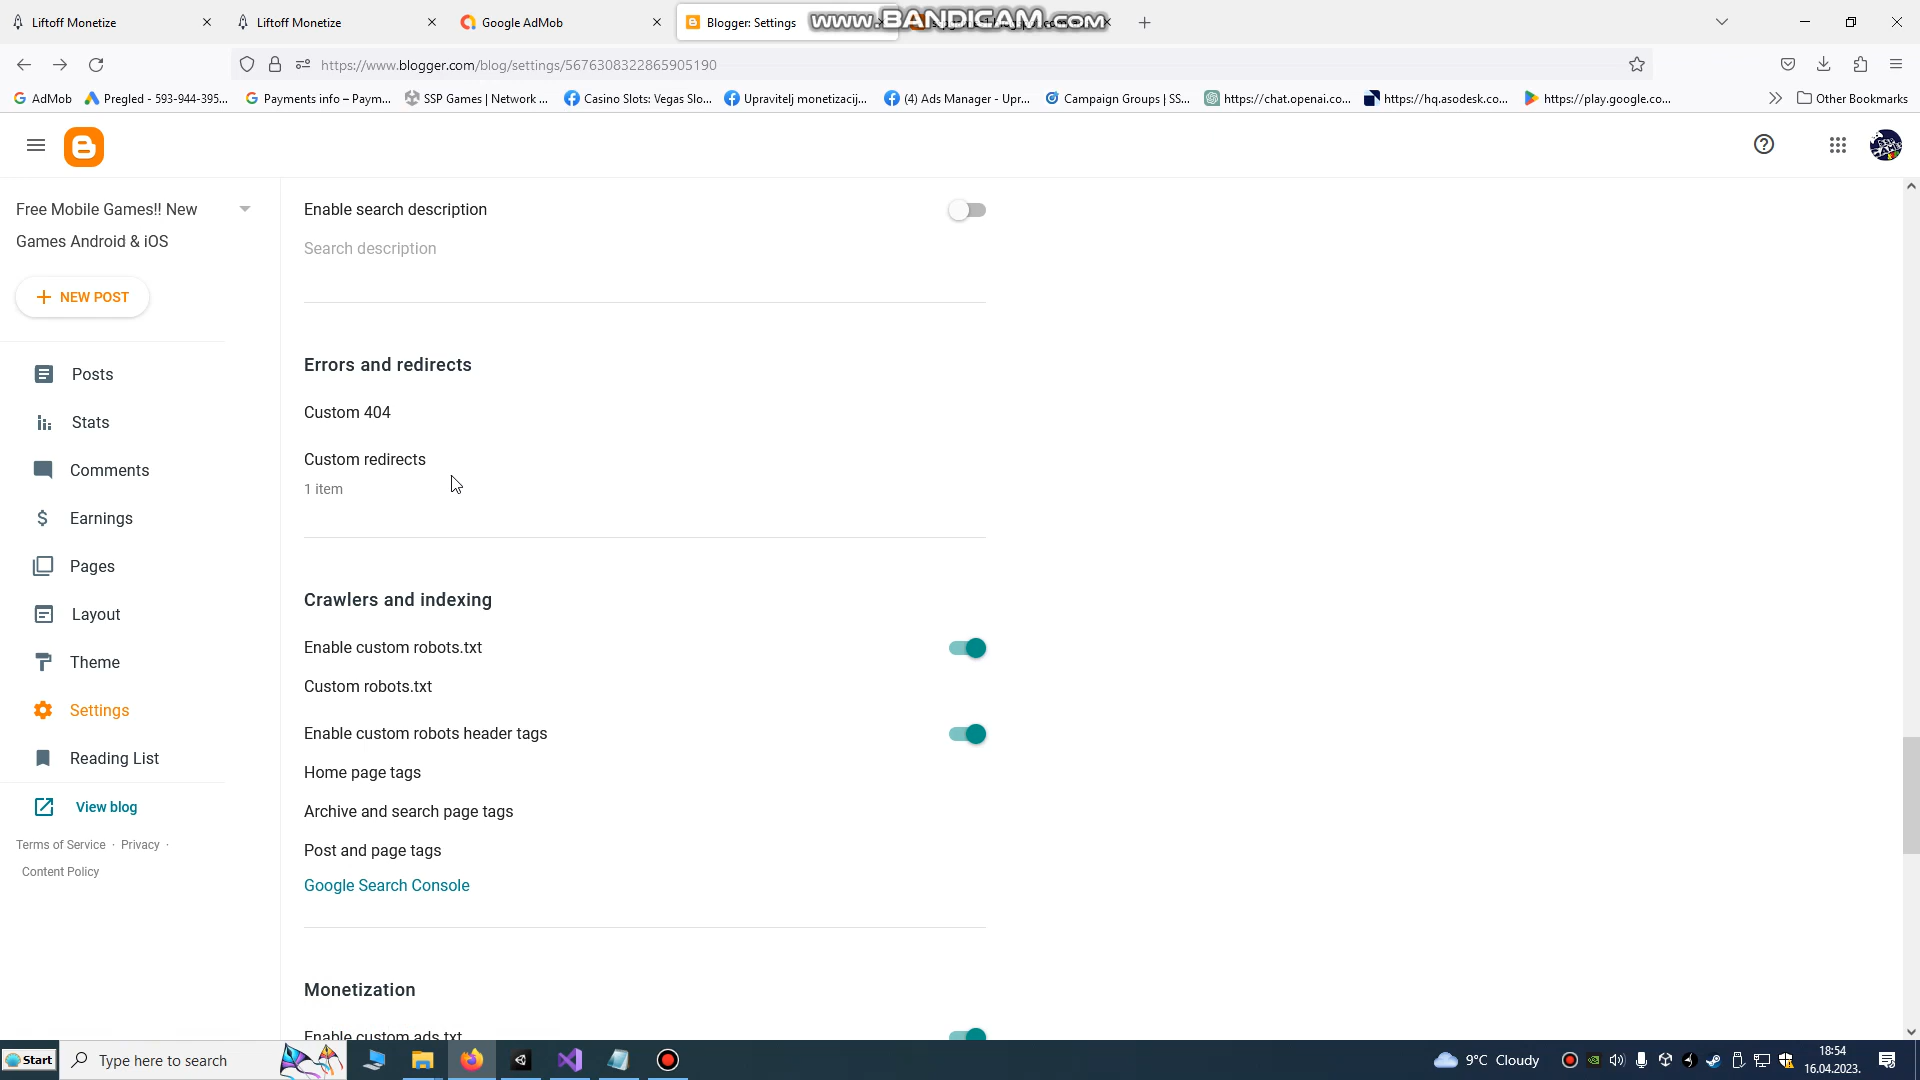 Liftoff Monetize
Liftoff Monetize
Google AdMob
Blogger: Settings
www.BANDICAM.com
https://www.blogger.com/blog/settings/5676308322865905190
AdMob
Pregled - 593-944-395...
Payments info – Paym...
SSP Games | Network ...
Casino Slots: Vegas Slo...
Upravitelj monetizacij...
(4) Ads Manager - Upr...
Campaign Groups | SS...
https://chat.openai.co...
https://hq.asodesk.co...
https://play.google.co...
Other Bookmarks
Free Mobile Games!! New
Games Android & iOS
NEW POST
Posts
Stats
Comments
Earnings
Pages
Layout
Theme
Settings
Reading List
View blog
Terms of Service · Privacy ·
Content Policy
Enable search description
Search description
Errors and redirects
Custom 404
Custom redirects
1 item
Crawlers and indexing
Enable custom robots.txt
Custom robots.txt
Enable custom robots header tags
Home page tags
Archive and search page tags
Post and page tags
Google Search Console
Monetization
Enable custom ads.txt
Start
Type here to search
9°C Cloudy
18:54
16.04.2023.